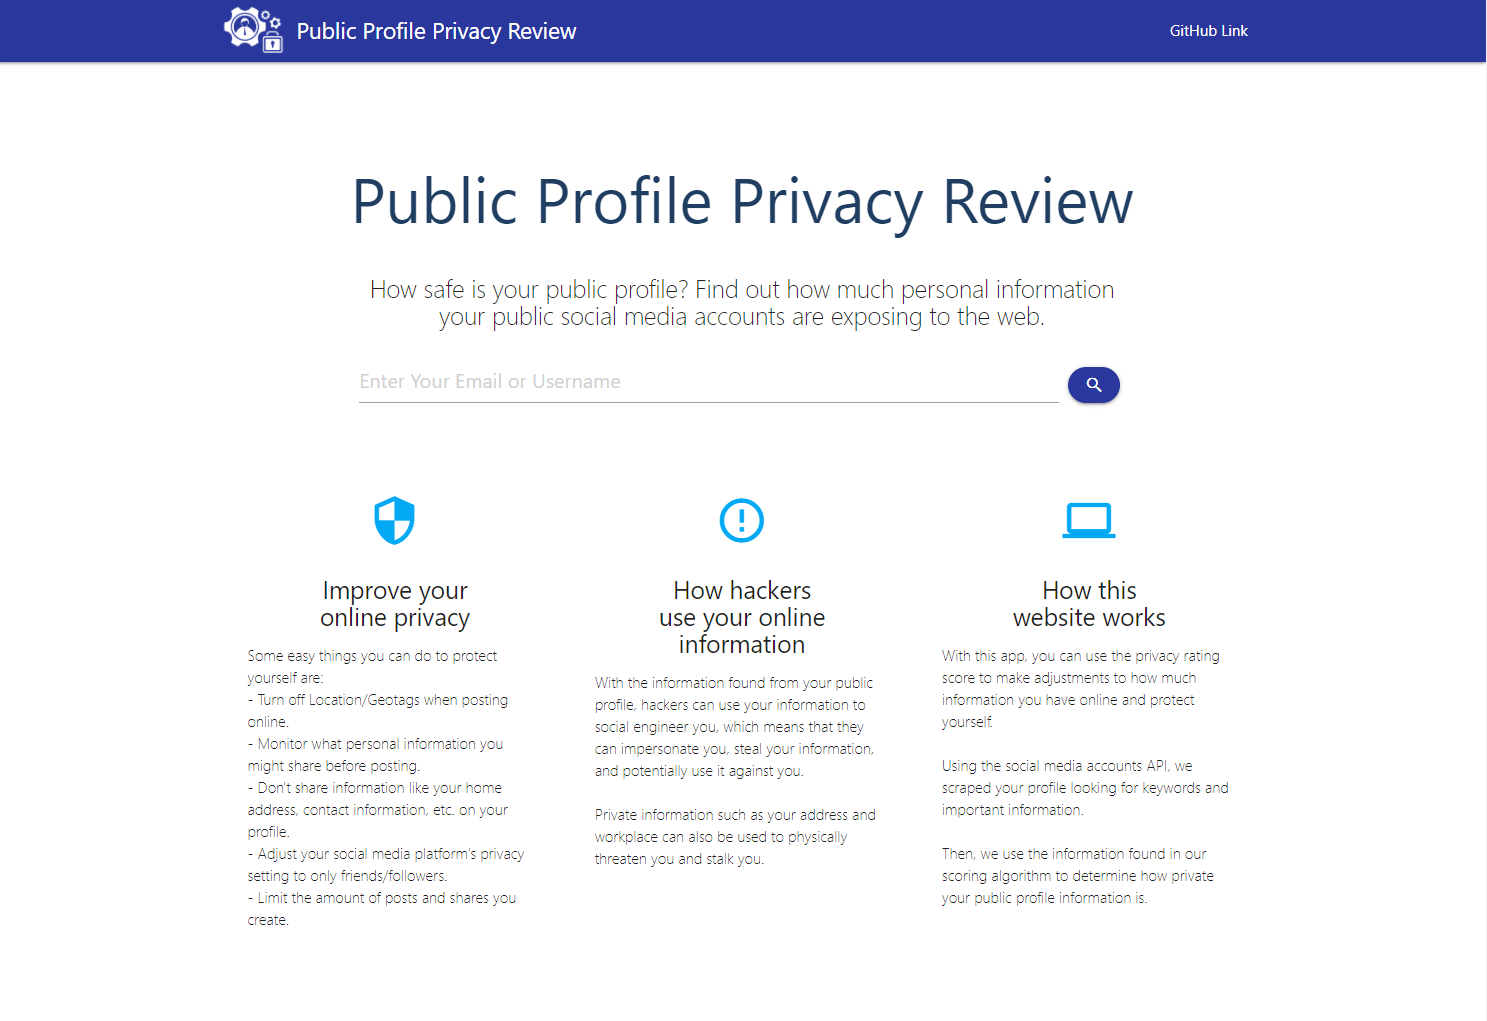 Public Profile Privacy Review
GitHub Link
Public Profile Privacy Review
How safe is your public profile? Find out how much personal information
your public social media accounts are exposing to the web.
Enter Your Email or Username
Improve your
online privacy
Some easy things you can do to protect
yourself are:
- Turn off Location/Geotags when posting
online.
- Monitor what personal information you
might share before posting.
- Don't share information like your home
address, contact information, etc. on your
profile.
- Adjust your social media platform's privacy
setting to only friends/followers.
- Limit the amount of posts and shares you
create.
How hackers
use your online
information
With the information found from your public
profile, hackers can use your information to
social engineer you, which means that they
can impersonate you, steal your information,
and potentially use it against you.
Private information such as your address and
workplace can also be used to physically
threaten you and stalk you.
How this
website works
With this app, you can use the privacy rating
score to make adjustments to how much
information you have online and protect
yourself.
Using the social media accounts API, we
scraped your profile looking for keywords and
important information.
Then, we use the information found in our
scoring algorithm to determine how private
your public profile information is.